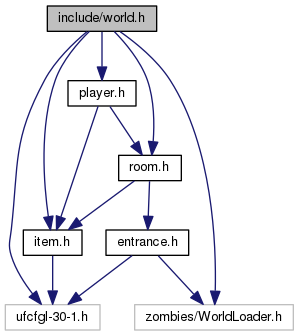 include/world.h
player.h
room.h
item.h
entrance.h
ufcfgl-30-1.h
zombies/WorldLoader.h